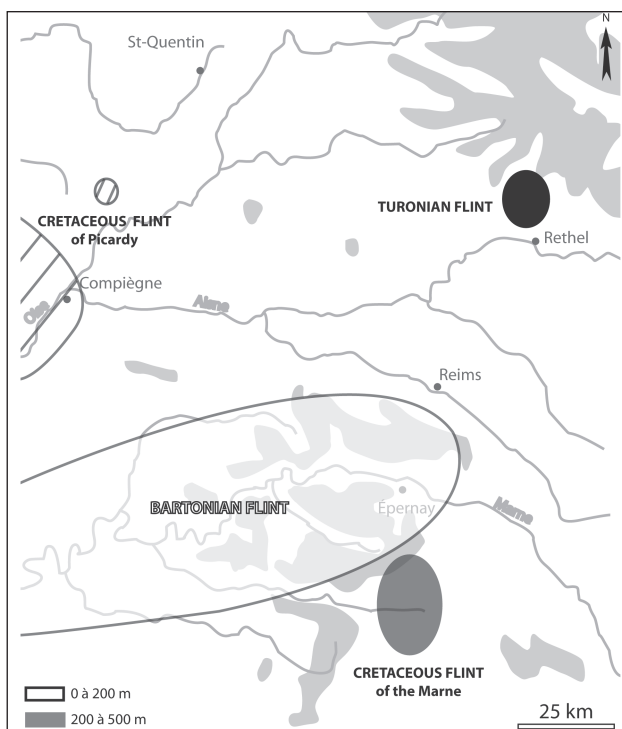 N
St-Quentin
CRETACEOUS FLINT
of Picardy
TURONIAN FLINT
Rethel
Compiègne
Oise
Aisne
Reims
BARTONIAN FLINT
Épernay
Marne
CRETACEOUS FLINT
of the Marne
0 à 200 m
200 à 500 m
25 km